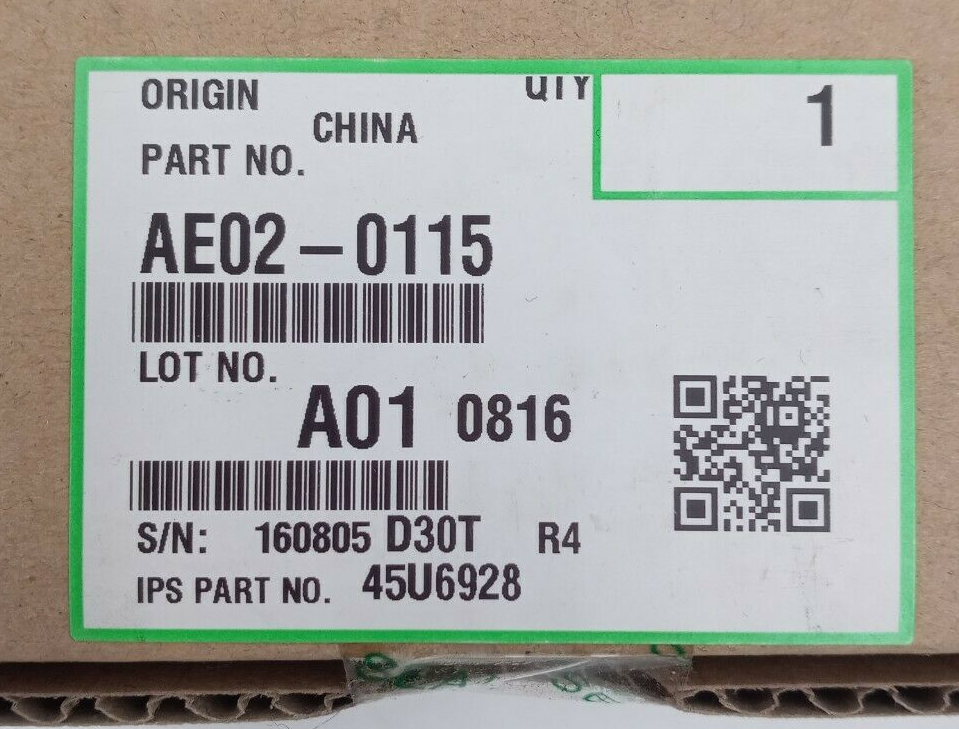 ORIGIN
QTY
1
CHINA
PART NO.
AE02-0115
LOT NO.
A01 0816
S/N: 160805 D30T R4
IPS PART NO. 45U6928